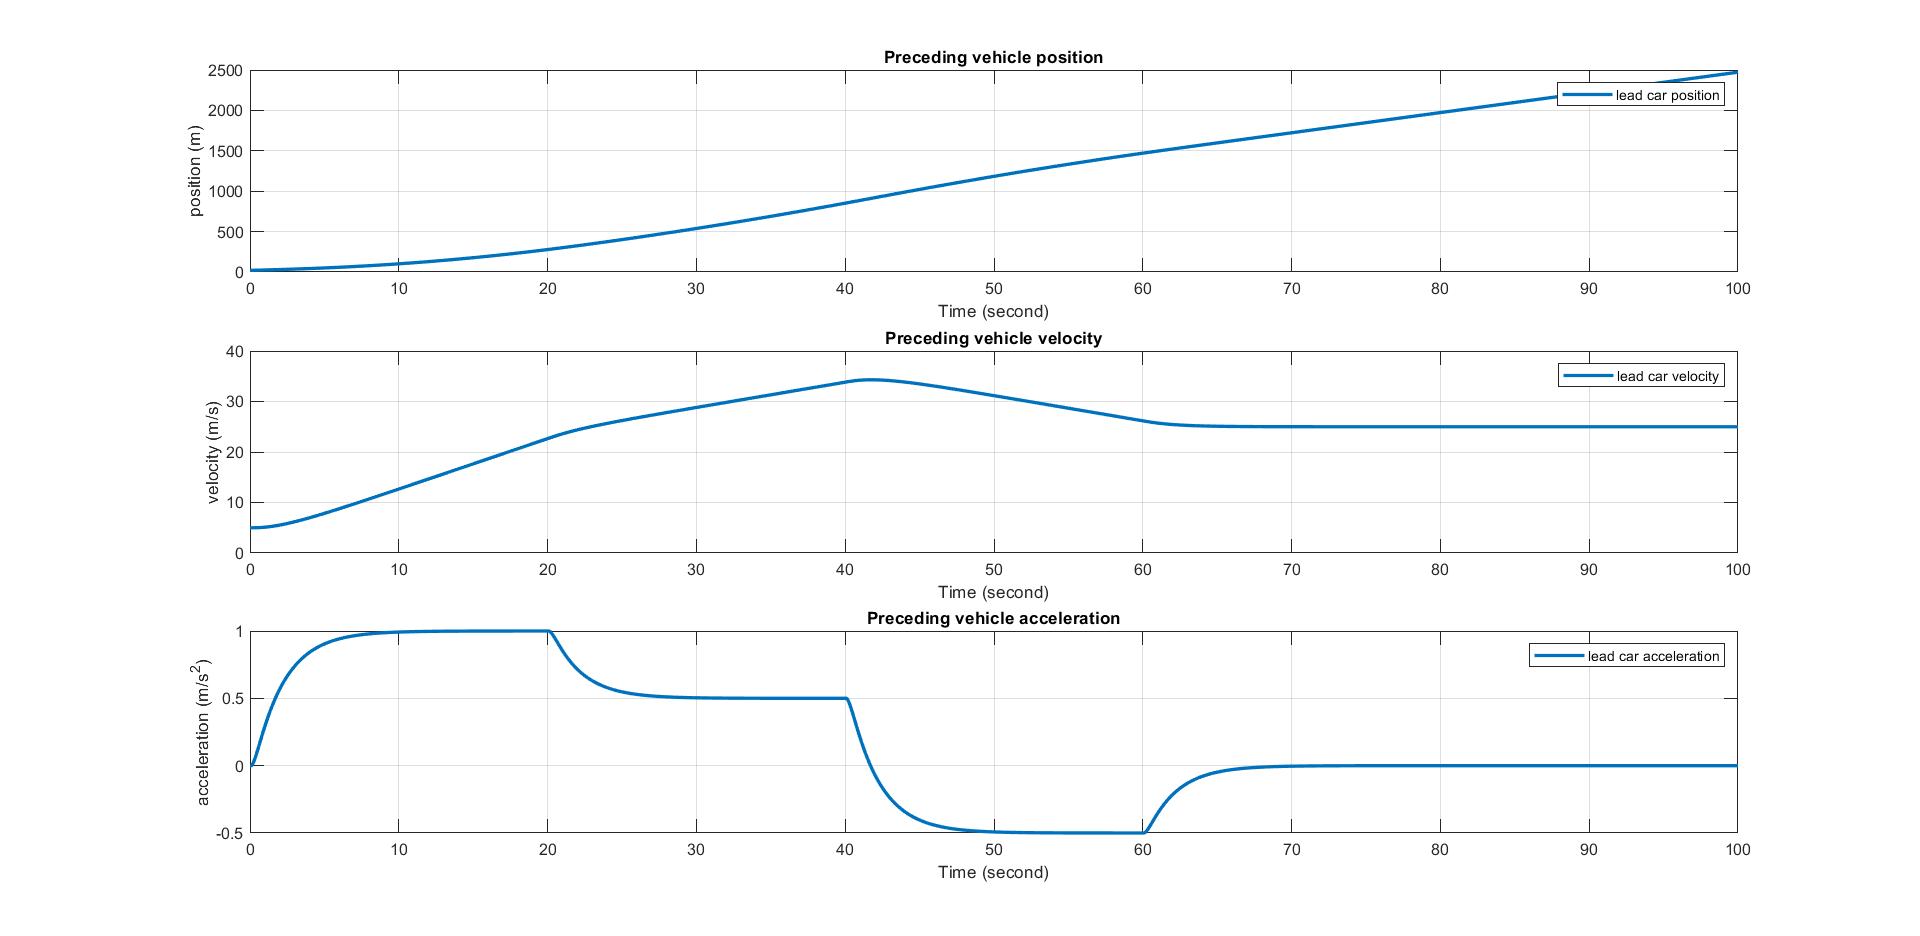 Preceding vehicle position
2500
2000
1500
1000
500
0
position (m)
lead car position
0 10 20 30 40 50 60 70 80 90 100
Time (second)
Preceding vehicle velocity
40
30
20
10
0
velocity (m/s)
lead car velocity
0 10 20 30 40 50 60 70 80 90 100
Time (second)
Preceding vehicle acceleration
1
0.5
0
-0.5
acceleration (m/s²)
lead car acceleration
0 10 20 30 40 50 60 70 80 90 100
Time (second)